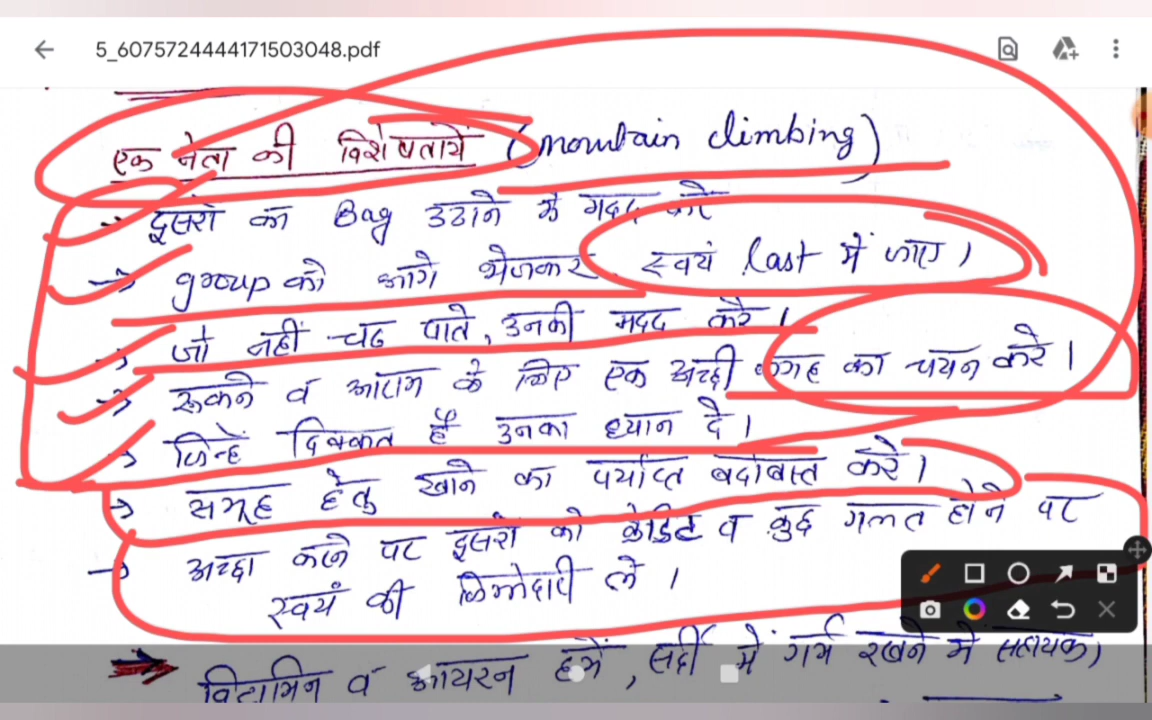 5_6075724444171503048.pdf
एक नेता की विशेषतायें (mountain climbing)
→ दूसरों का Bag उठाने में मदद करें
→ group को आगे भेजकर स्वयं last में जाए।
→ जो नहीं चढ पाते, उनकी मदद करें।
→ रूकने व आराम के लिए एक अच्छी जगह का चयन करें।
→ जिन्हें दिक्कत है उनका ध्यान दे।
→ समूह हेतु खाने का पर्याप्त बदोबस्त करें।
→ अच्छा करने पर दूसरों को क्रेडिट व कुछ गलत होने पर
स्वयं की जिम्मेदारी ले।
विटामिन व आयरन हमें, सर्दी में गर्म रखने में सहायक,